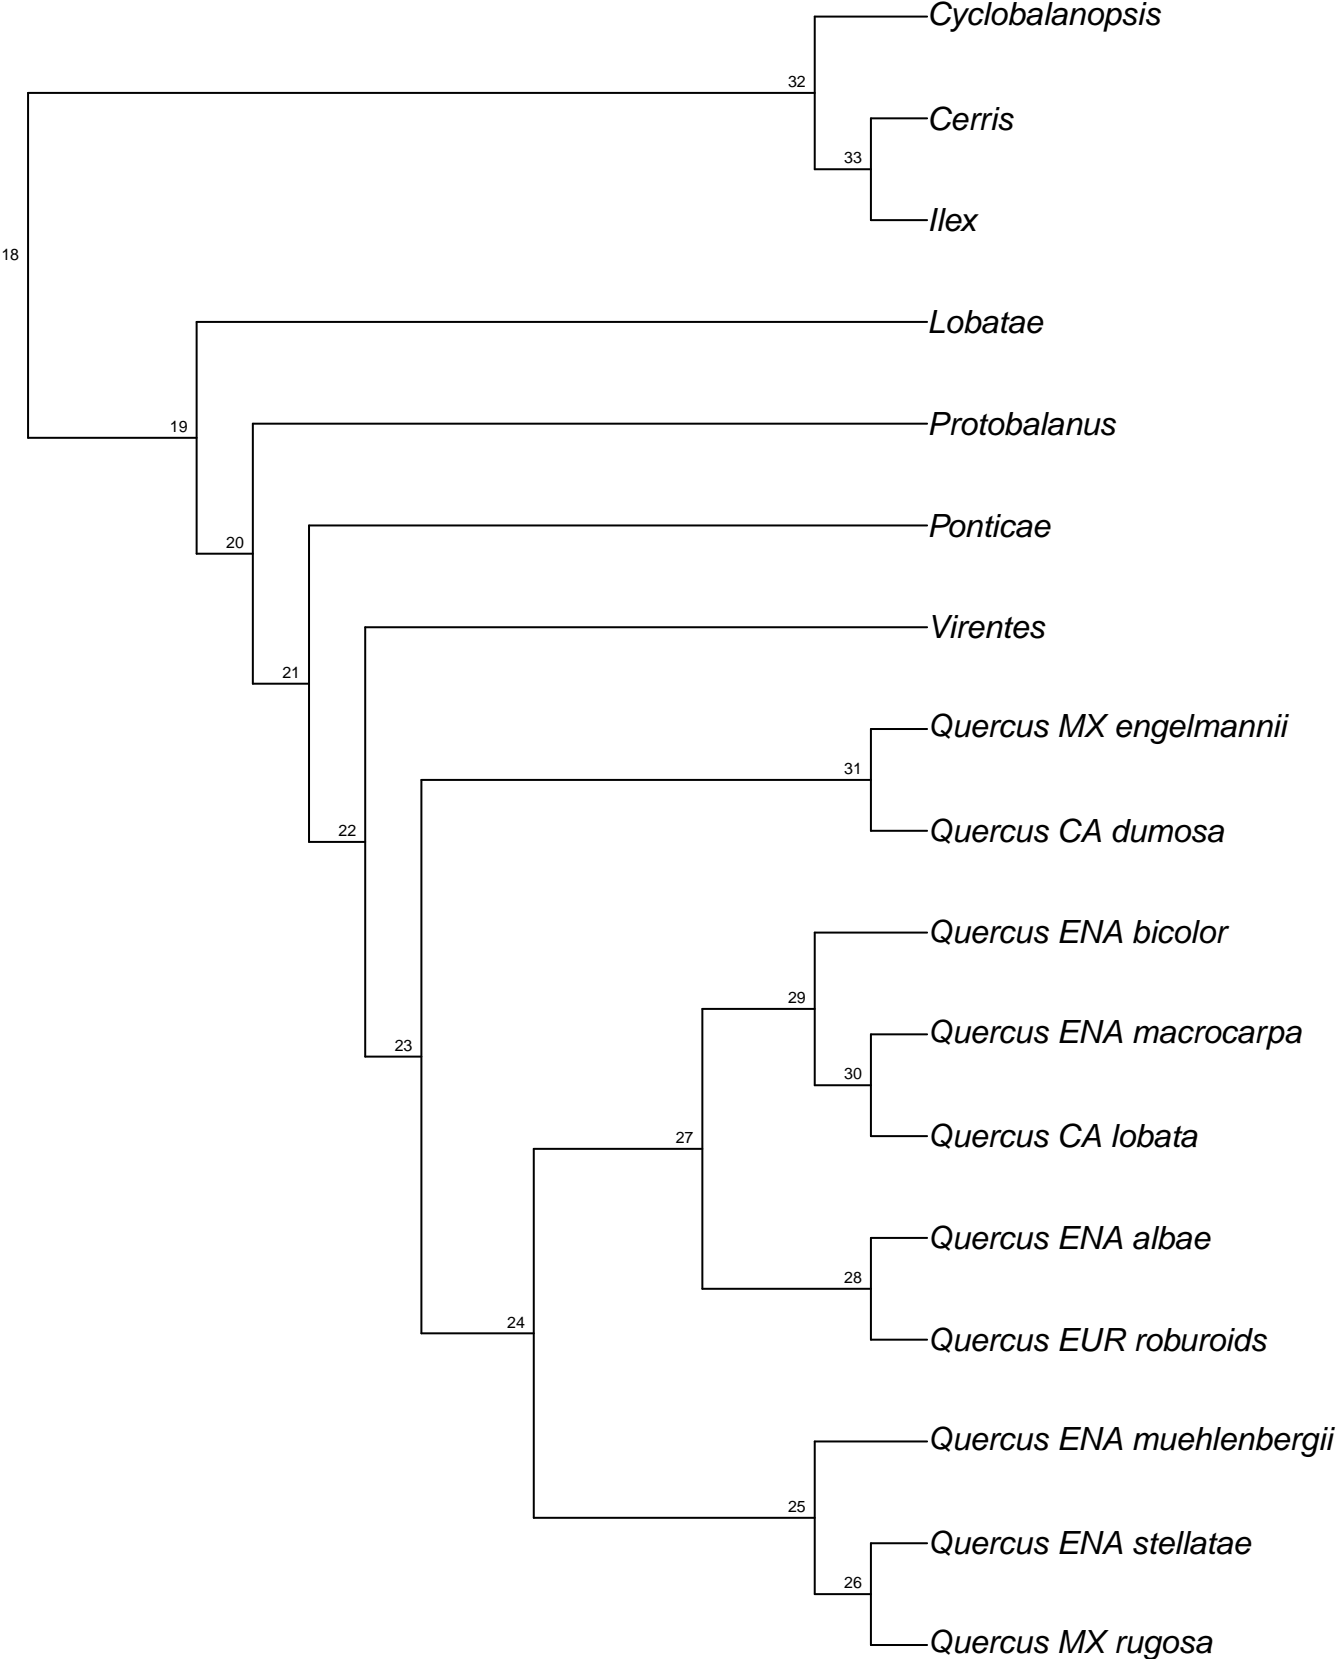 Cyclobalanopsis
32
Cerris
33
Ilex
18
Lobatae
19
Protobalanus
20
Ponticae
21
Virentes
Quercus MX engelmannii
31
22
Quercus CA dumosa
Quercus ENA bicolor
29
Quercus ENA macrocarpa
23
30
27
Quercus CA lobata
Quercus ENA albae
28
24
Quercus EUR roburoids
Quercus ENA muehlenbergii
25
Quercus ENA stellatae
26
Quercus MX rugosa